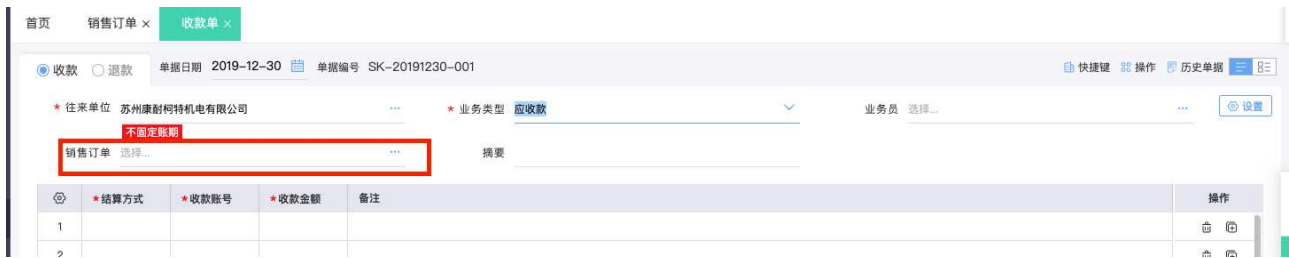 首页 销售订单 × 收款单 ×
收款 退款 单据日期 2019-12-30 单据编号 SK-20191230-001 快捷键 操作 历史单据
* 往来单位 苏州康耐柯特机电有限公司 ... * 业务类型 应收款 业务员 选择... ... 设置
不固定账期
销售订单 选择... ... 摘要
*结算方式 *收款账号 *收款金额 备注 操作
1
2